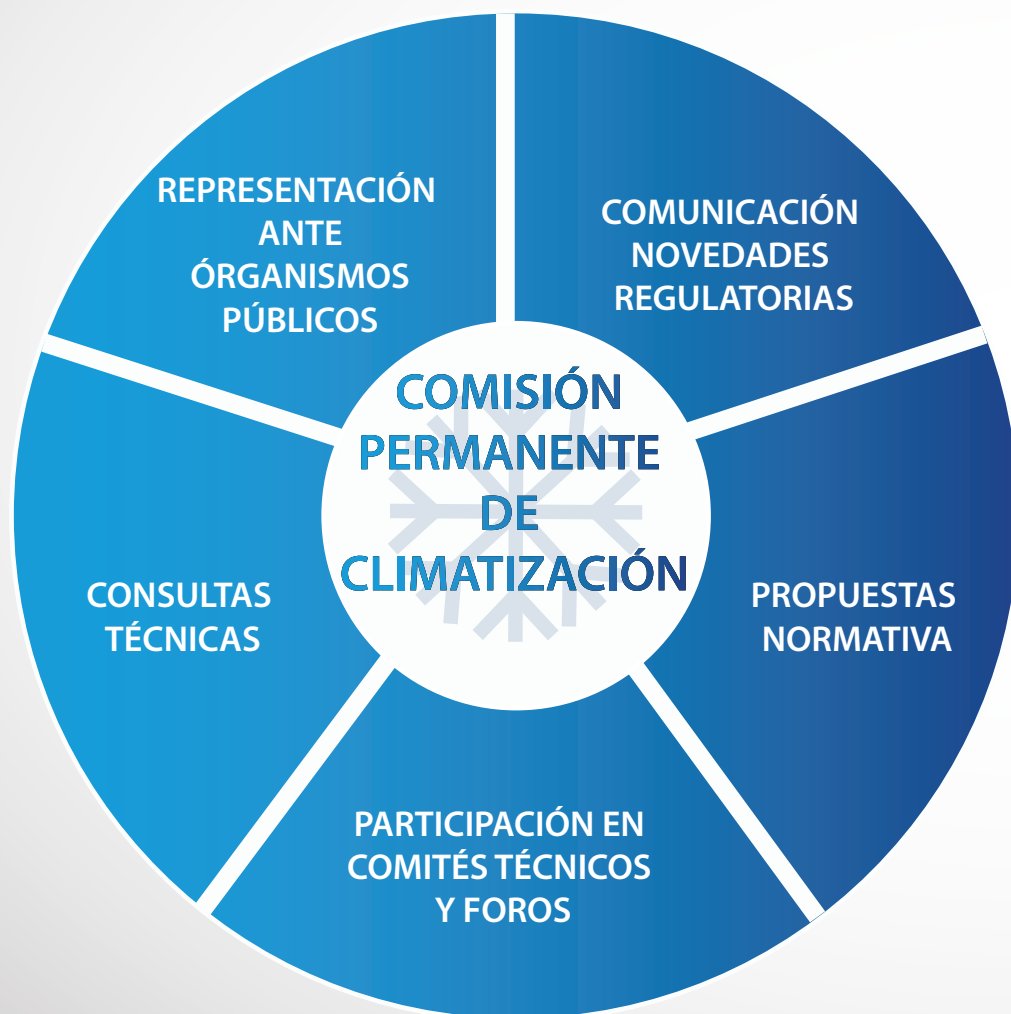 REPRESENTACIÓN
ANTE
ÓRGANISMOS
PÚBLICOS
COMUNICACIÓN
NOVEDADES
REGULATORIAS
COMISIÓN
PERMANENTE
DE
CLIMATIZACIÓN
CONSULTAS
TÉCNICAS
PROPUESTAS
NORMATIVA
PARTICIPACIÓN EN
COMITÉS TÉCNICOS
Y FOROS